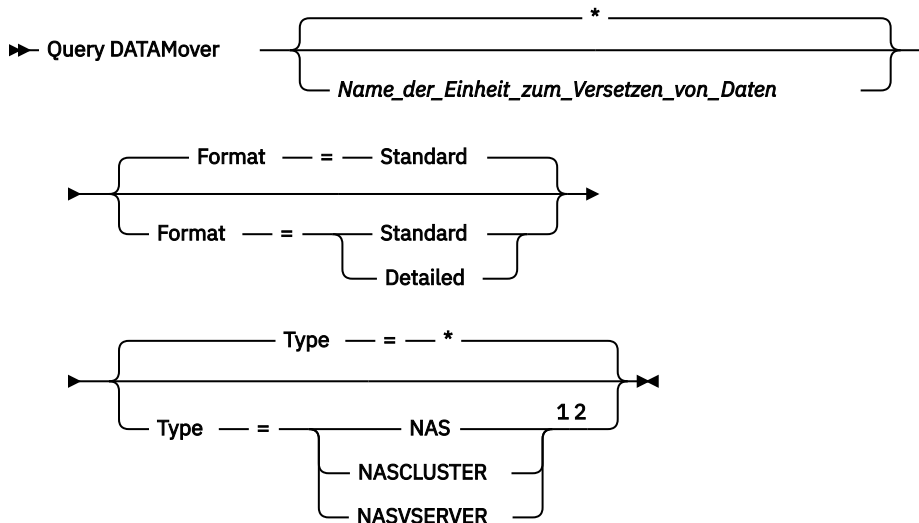 *
Query DATAMover
Name_der_Einheit_zum_Versetzen_von_Daten
Format = Standard
Format = Standard
Detailed
Type = *
1 2
Type = NAS
NASCLUSTER
NASVSERVER